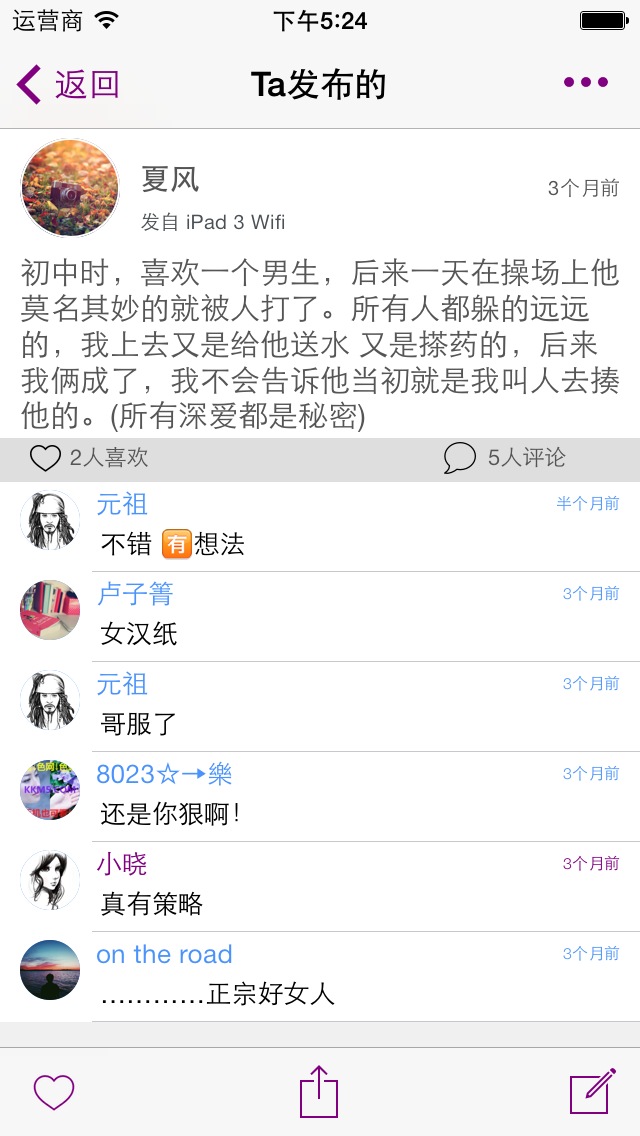 运营商 下午5:24
返回 Ta发布的
夏风
3个月前
发自 iPad 3 Wifi
初中时，喜欢一个男生，后来一天在操场上他
莫名其妙的就被人打了。所有人都躲的远远
的，我上去又是给他送水 又是搽药的，后来
我俩成了，我不会告诉他当初就是我叫人去揍
他的。(所有深爱都是秘密)
2人喜欢 5人评论
元祖 半个月前
不错 🈶想法
卢子箐 3个月前
女汉纸
元祖 3个月前
哥服了
8023☆→樂 3个月前
还是你狠啊！
小晓 3个月前
真有策略
on the road 3个月前
…………正宗好女人